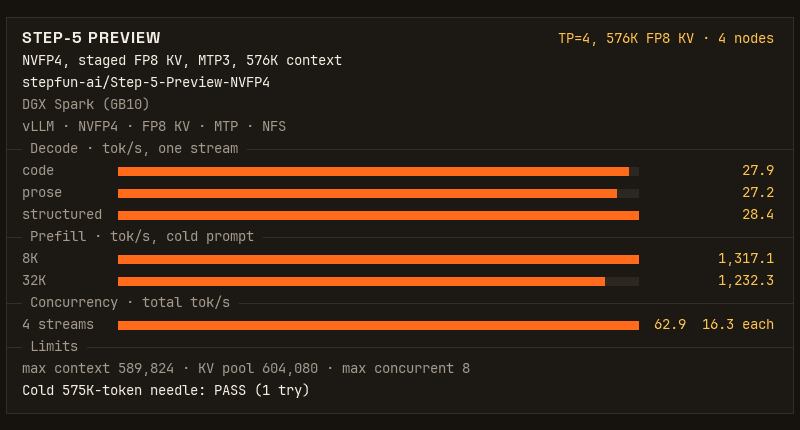 STEP-5 PREVIEW TP=4, 576K FP8 KV · 4 nodes
NVFP4, staged FP8 KV, MTP3, 576K context
stepfun-ai/Step-5-Preview-NVFP4
DGX Spark (GB10)
vLLM · NVFP4 · FP8 KV · MTP · NFS
Decode · tok/s, one stream
code 27.9
prose 27.2
structured 28.4
Prefill · tok/s, cold prompt
8K 1,317.1
32K 1,232.3
Concurrency · total tok/s
4 streams 62.9 16.3 each
Limits
max context 589,824 · KV pool 604,080 · max concurrent 8
Cold 575K-token needle: PASS (1 try)